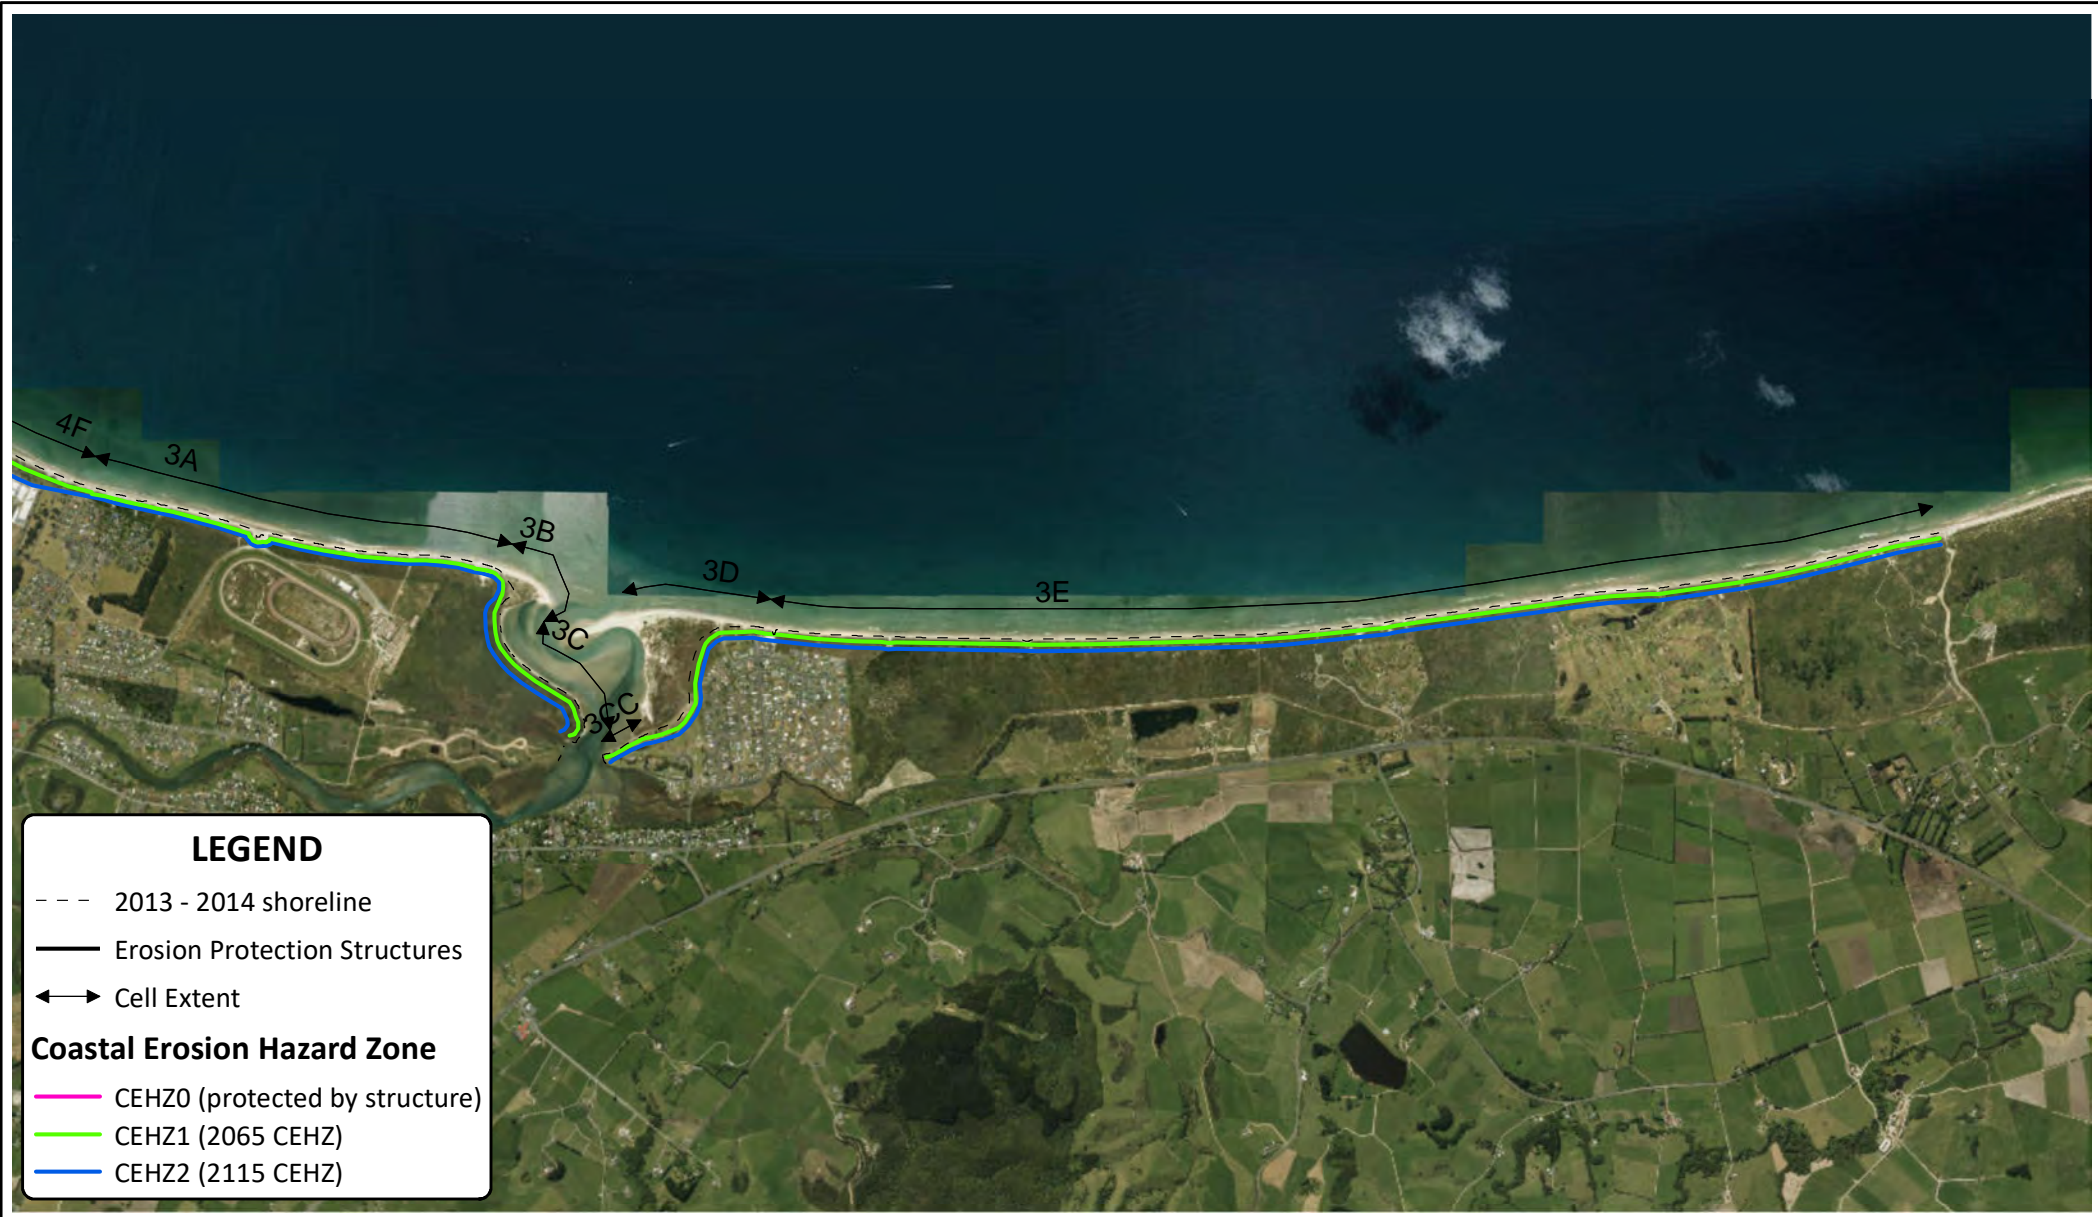 4F
3A
3B
3C
3CC
3D
3E
LEGEND
2013 - 2014 shoreline
Erosion Protection Structures
Cell Extent
Coastal Erosion Hazard Zone
CEHZ0 (protected by structure)
CEHZ1 (2065 CEHZ)
CEHZ2 (2115 CEHZ)